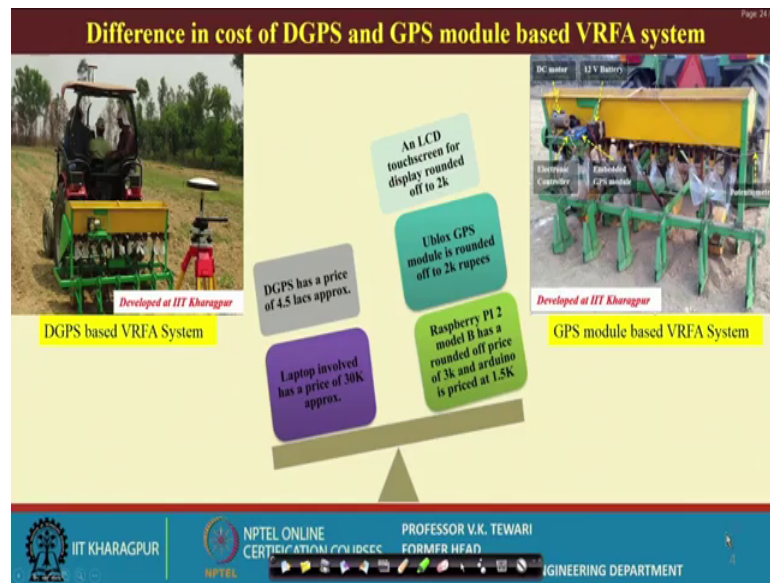 Page: 24
Difference in cost of DGPS and GPS module based VRFA system
DC motor
12 V Battery
Electronic
Controller
Embedded
GPS module
Potentiometer
Developed at IIT Kharagpur
DGPS based VRFA System
An LCD
touchscreen for
display rounded
off to 2k
DGPS has a price
of 4.5 lacs approx.
Ublox GPS
module is rounded
off to 2k rupees
Laptop involved
has a price of 30K
approx.
Raspberry PI 2
model B has a
rounded off price
of 3k and arduino
is priced at 1.5K
Developed at IIT Kharagpur
GPS module based VRFA System
IIT KHARAGPUR
NPTEL
NPTEL ONLINE
CERTIFICATION COURSES
PROFESSOR V.K. TEWARI
FORMER HEAD
NGINEERING DEPARTMENT
4